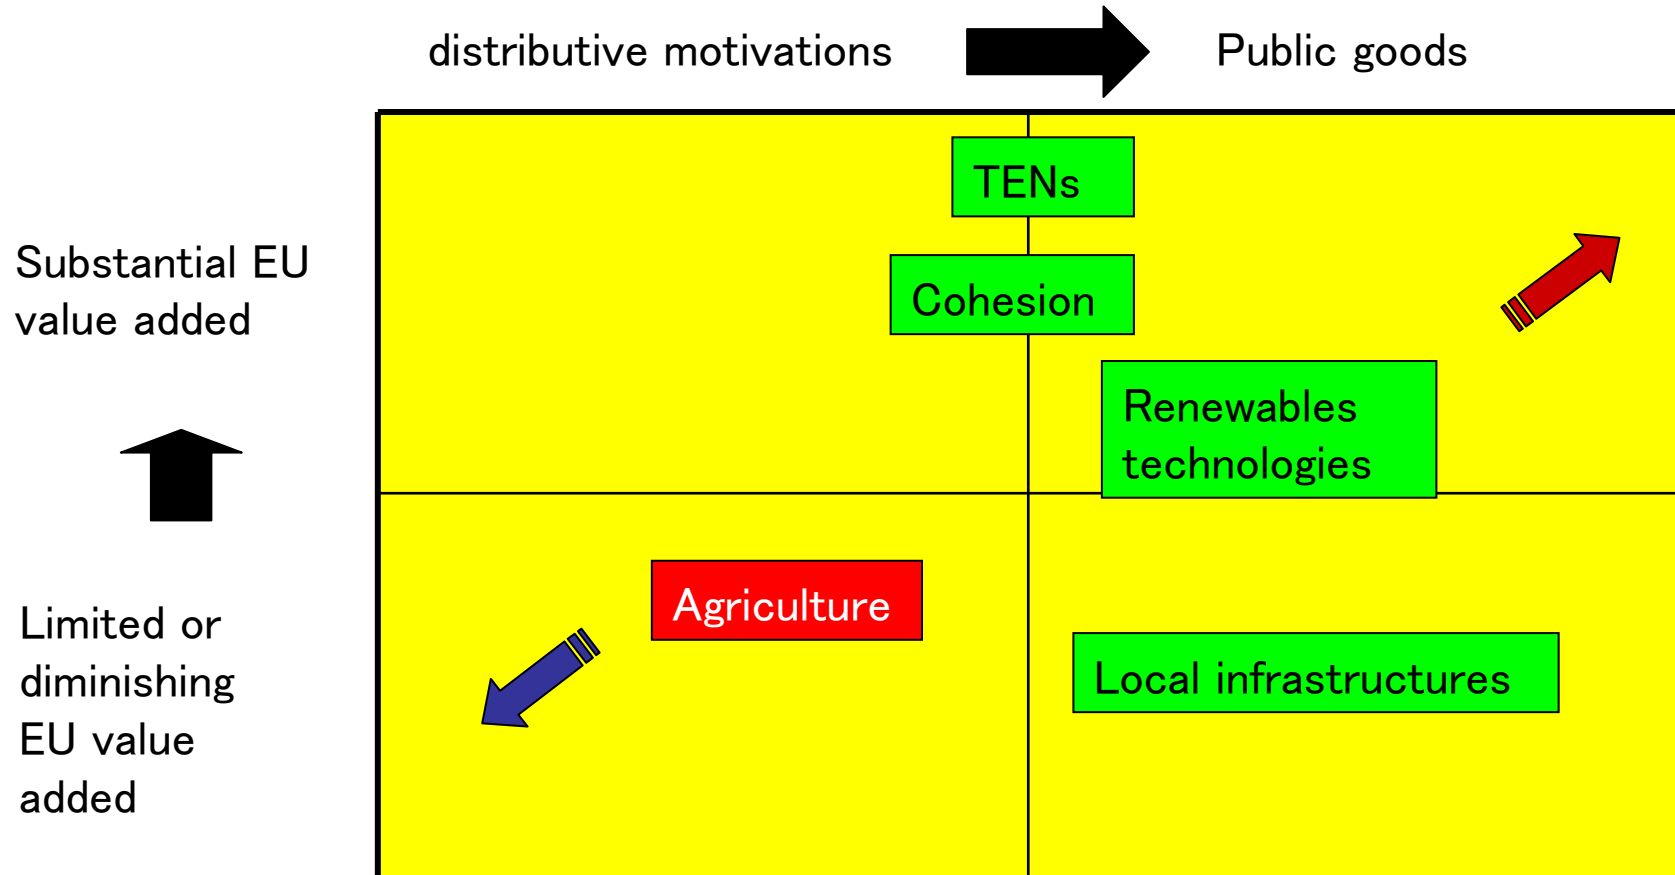 distributive motivations
Public goods
TENs
Substantial EU
value added
Cohesion
Renewables
technologies
Agriculture
Limited or
diminishing
EU value
added
Local infrastructures